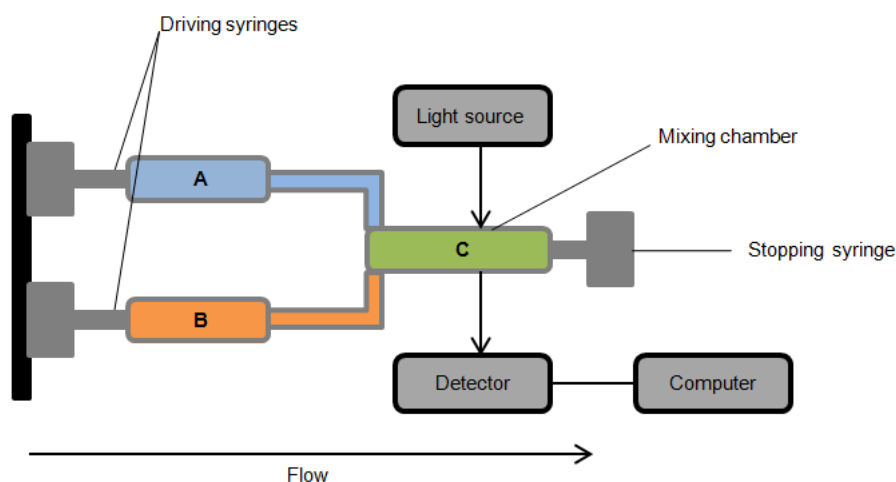 Driving syringes
Light source
Mixing chamber
A
C
Stopping syringe
B
Detector
Computer
Flow